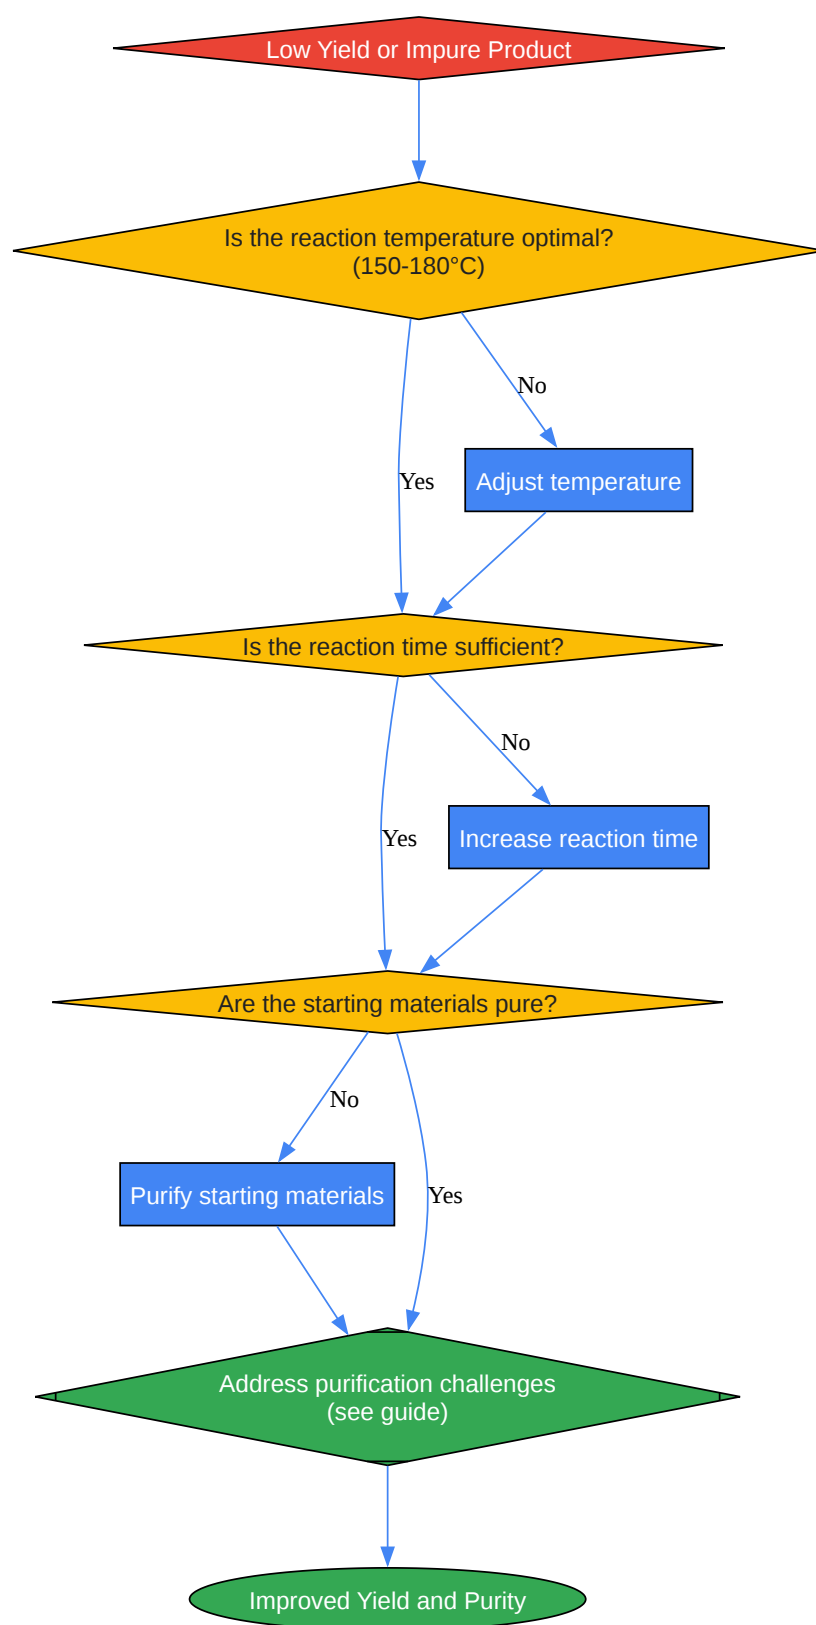 Low Yield or Impure Product
Is the reaction temperature optimal?
(150-180°C)
No
Yes
Adjust temperature
Is the reaction time sufficient?
No
Yes
Increase reaction time
Are the starting materials pure?
No
Purify starting materials
Yes
Address purification challenges
(see guide)
Improved Yield and Purity